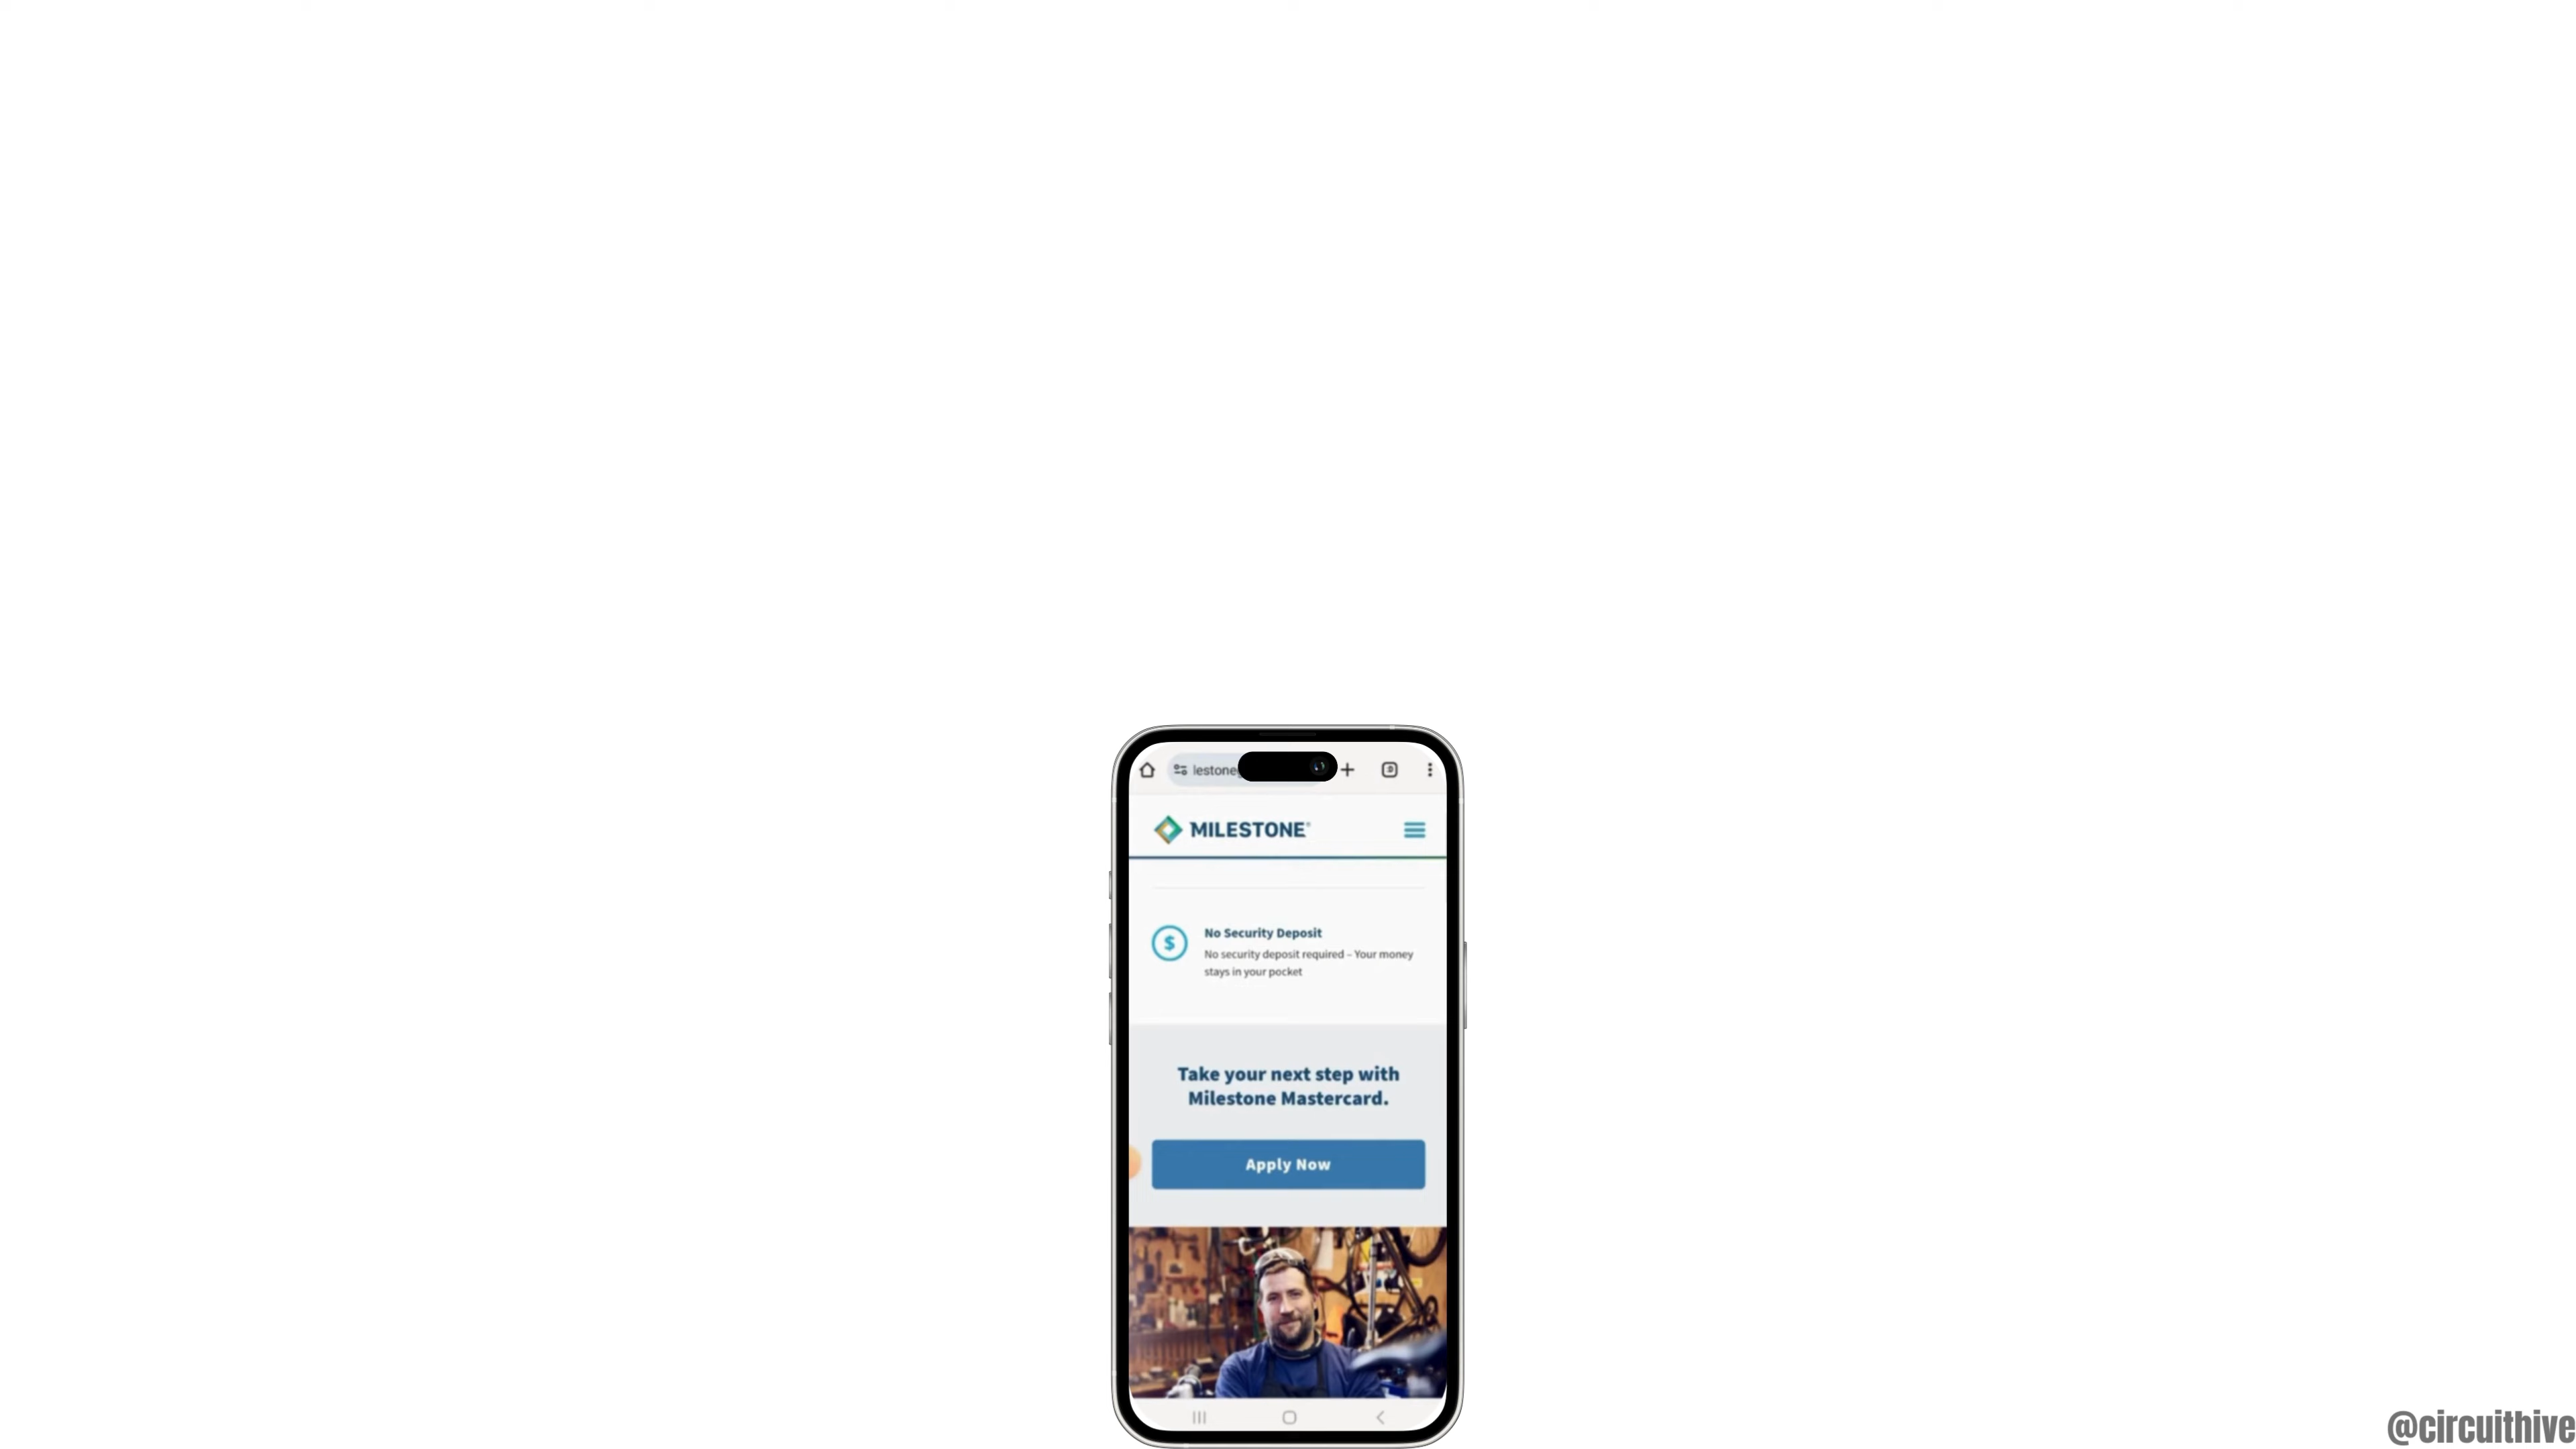 lestone
MILESTONE
No Security Deposit
No security deposit required – Your money
stays in your pocket
Take your next step with
Milestone Mastercard.
Apply Now
@circuithive